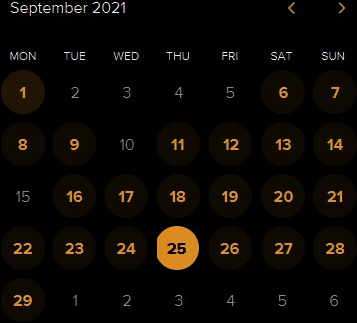 September 2021 < >
MON TUE WED THU FRI SAT SUN
1 2 3 4 5 6 7
8 9 10 11 12 13 14
15 16 17 18 19 20 21
22 23 24 25 26 27 28
29 1 2 3 4 5 6